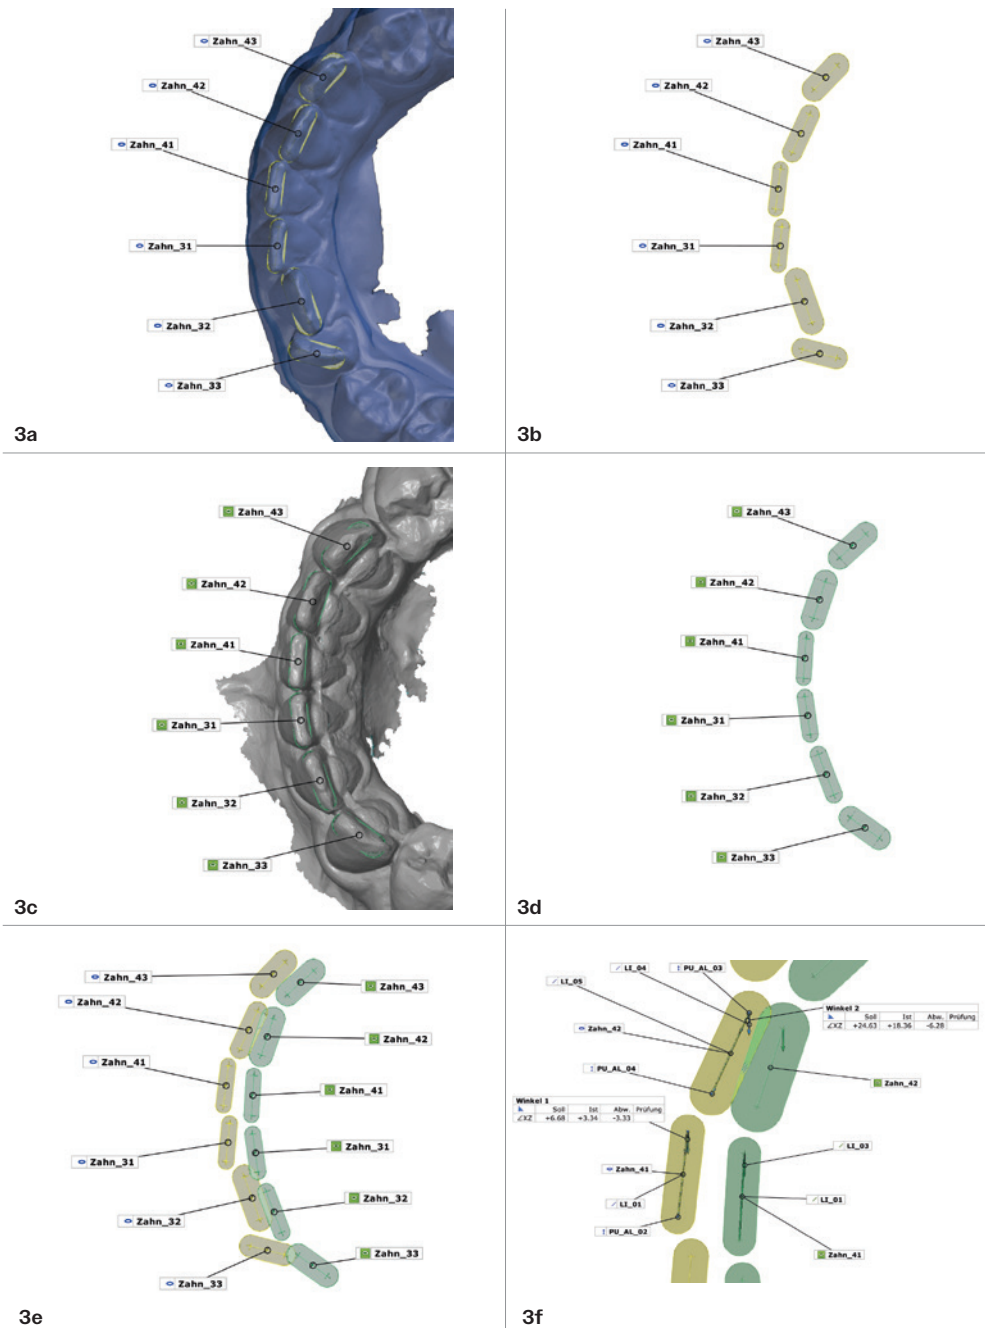 Zahn_43
Zahn_42
Zahn_41
Zahn_31
Zahn_32
Zahn_33
3a
Zahn_43
Zahn_42
Zahn_41
Zahn_31
Zahn_32
Zahn_33
3b
Zahn_43
Zahn_42
Zahn_41
Zahn_31
Zahn_32
Zahn_33
3c
Zahn_43
Zahn_42
Zahn_41
Zahn_31
Zahn_32
Zahn_33
3d
Zahn_43
Zahn_43
Zahn_42
Zahn_42
Zahn_41
Zahn_41
Zahn_31
Zahn_31
Zahn_32
Zahn_32
Zahn_33
Zahn_33
3e
LI_04
PU_AL_03
LI_05
Winkel 2
Soll Ist Abw. Prüfung
∠XZ +24.63 +18.36 -6.28
Zahn_42
PU_AL_04
Zahn_42
Winkel 1
Soll Ist Abw. Prüfung
∠XZ +6.68 +3.34 -3.33
LI_03
Zahn_41
LI_01
LI_01
PU_AL_02
Zahn_41
3f